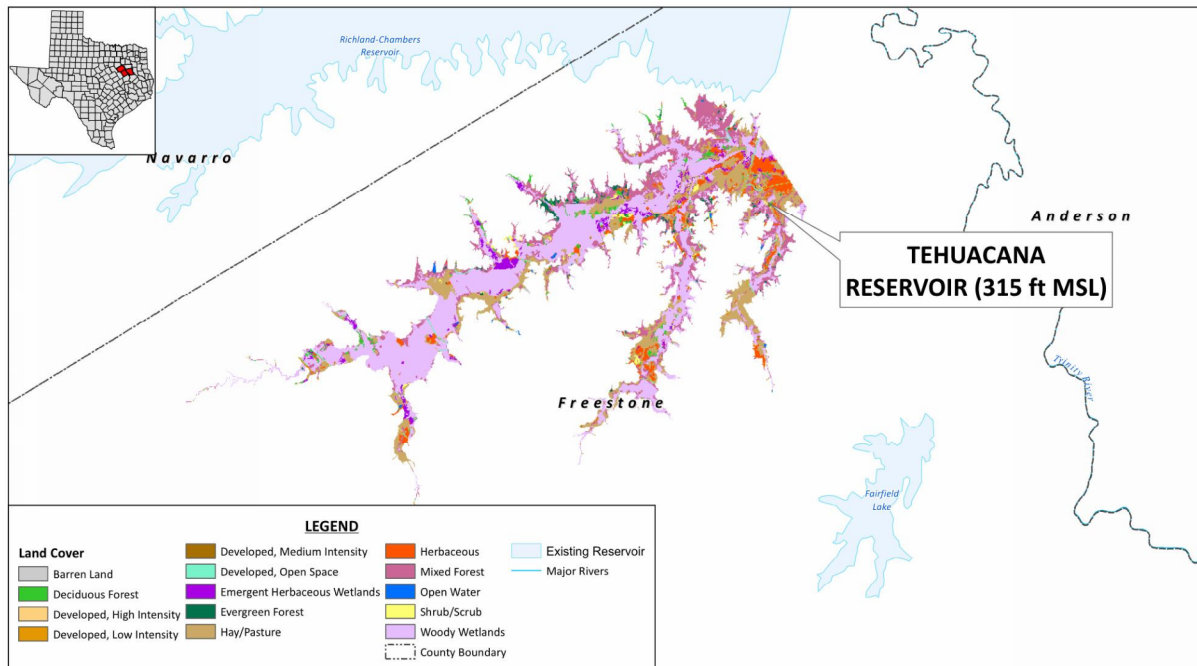 Richland-Chambers
Reservoir
Navarro
Anderson
TEHUACANA
RESERVOIR (315 ft MSL)
Trinity River
Freestone
Fairfield
Lake
LEGEND
Land Cover
Barren Land
Deciduous Forest
Developed, High Intensity
Developed, Low Intensity
Developed, Medium Intensity
Developed, Open Space
Emergent Herbaceous Wetlands
Evergreen Forest
Hay/Pasture
Herbaceous
Mixed Forest
Open Water
Shrub/Scrub
Woody Wetlands
County Boundary
Existing Reservoir
Major Rivers